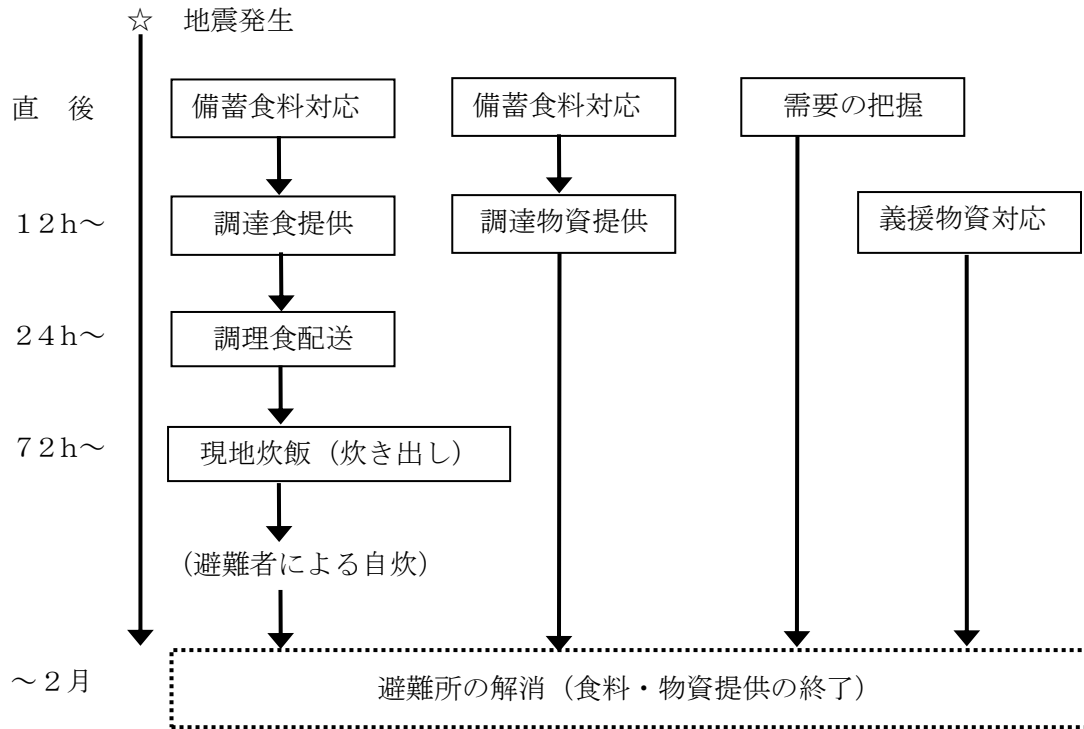 ☆ 地震発生
直 後
備蓄食料対応
備蓄食料対応
需要の把握
12h~
調達食提供
調達物資提供
義援物資対応
24h~
調理食配送
72h~
現地炊飯（炊き出し）
(避難者による自炊)
~2月
避難所の解消（食料・物資提供の終了）